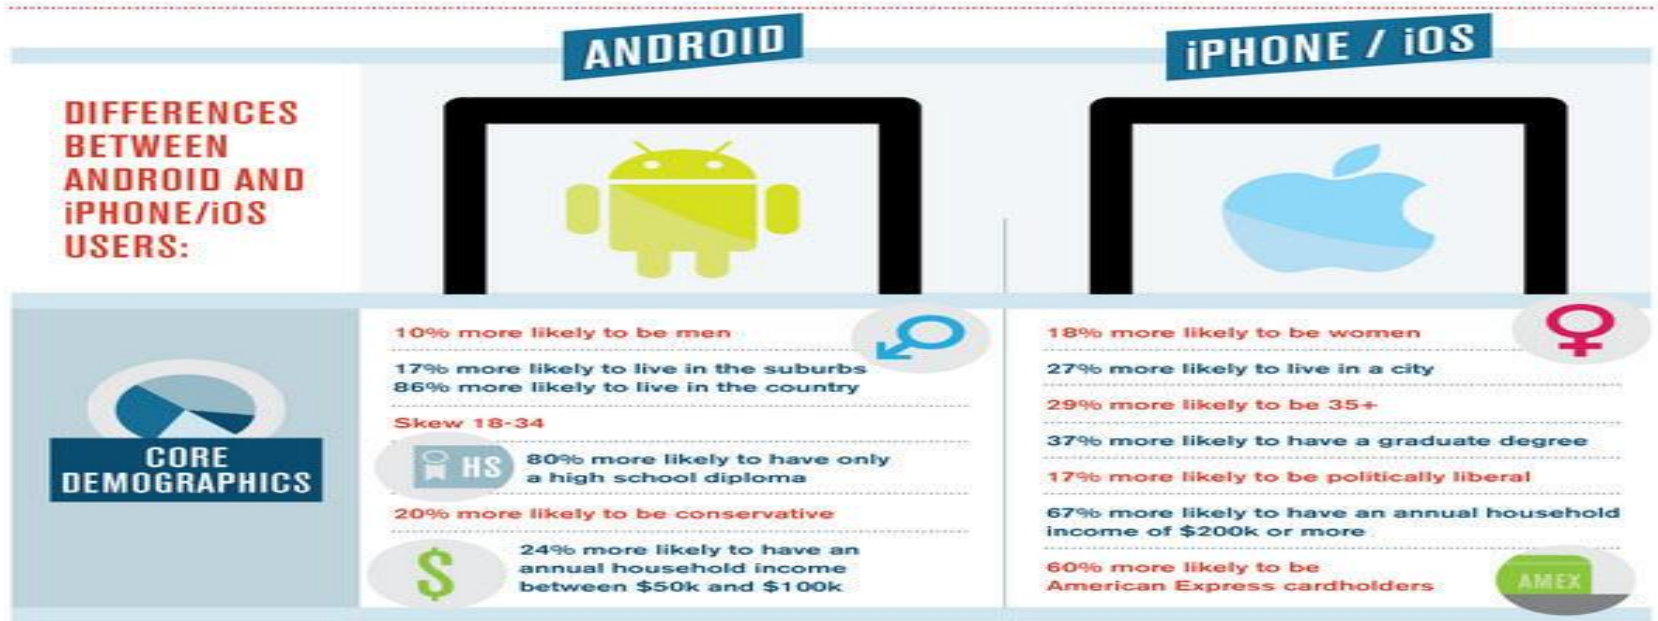 ANDROID
iPHONE / iOS
DIFFERENCES
BETWEEN
ANDROID AND
iPHONE/iOS
USERS:
CORE
DEMOGRAPHICS
10% more likely to be men
17% more likely to live in the suburbs
86% more likely to live in the country
Skew 18-34
HS
80% more likely to have only
a high school diploma
20% more likely to be conservative
$
24% more likely to have an
annual household income
between $50k and $100k
18% more likely to be women
27% more likely to live in a city
29% more likely to be 35+
37% more likely to have a graduate degree
17% more likely to be politically liberal
67% more likely to have an annual household
income of $200k or more
60% more likely to be
American Express cardholders
AMEX